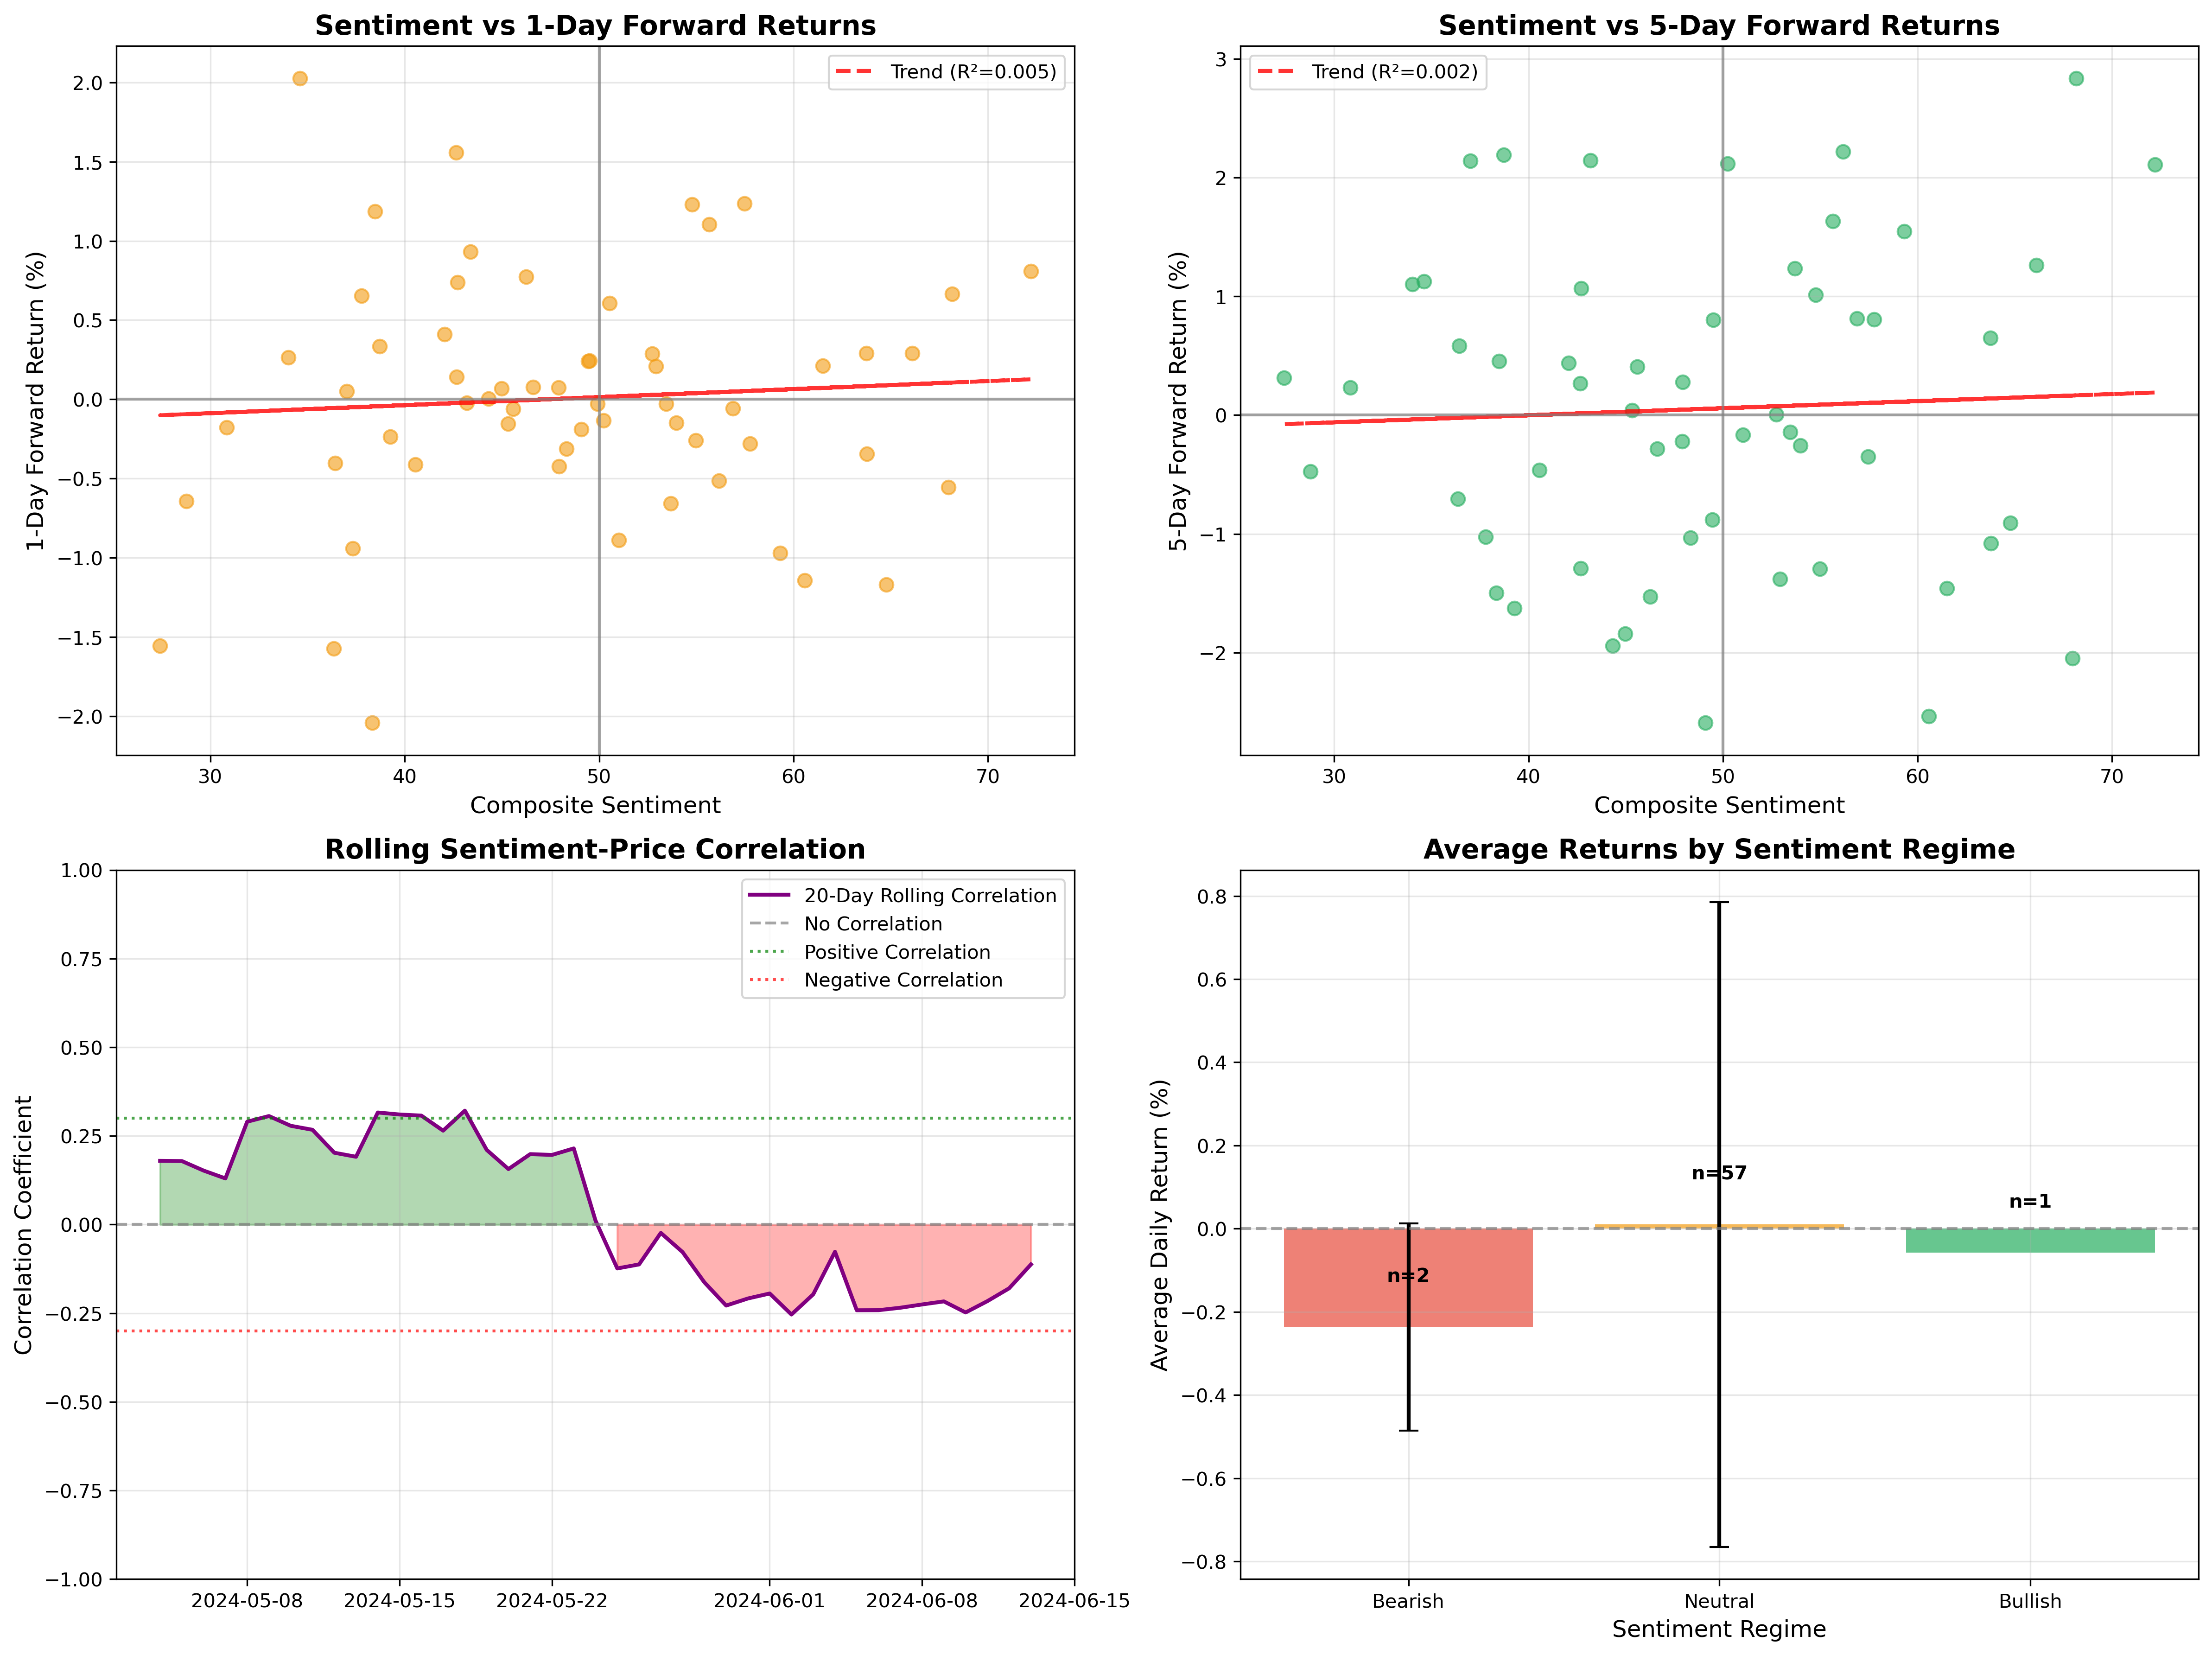 Sentiment vs 1-Day Forward Returns
Trend (R²=0.005)
2.0
1.5
1.0
0.5
0.0
−0.5
−1.0
−1.5
−2.0
1-Day Forward Return (%)
30 40 50 60 70
Composite Sentiment
Sentiment vs 5-Day Forward Returns
Trend (R²=0.002)
3
2
1
0
−1
−2
5-Day Forward Return (%)
30 40 50 60 70
Composite Sentiment
Rolling Sentiment-Price Correlation
20-Day Rolling Correlation
No Correlation
Positive Correlation
Negative Correlation
1.00
0.75
0.50
0.25
0.00
−0.25
−0.50
−0.75
−1.00
Correlation Coefficient
2024-05-08 2024-05-15 2024-05-22 2024-06-01 2024-06-08 2024-06-15
Average Returns by Sentiment Regime
0.8
0.6
0.4
0.2
0.0
−0.2
−0.4
−0.6
−0.8
Average Daily Return (%)
n=2
n=57
n=1
Bearish Neutral Bullish
Sentiment Regime